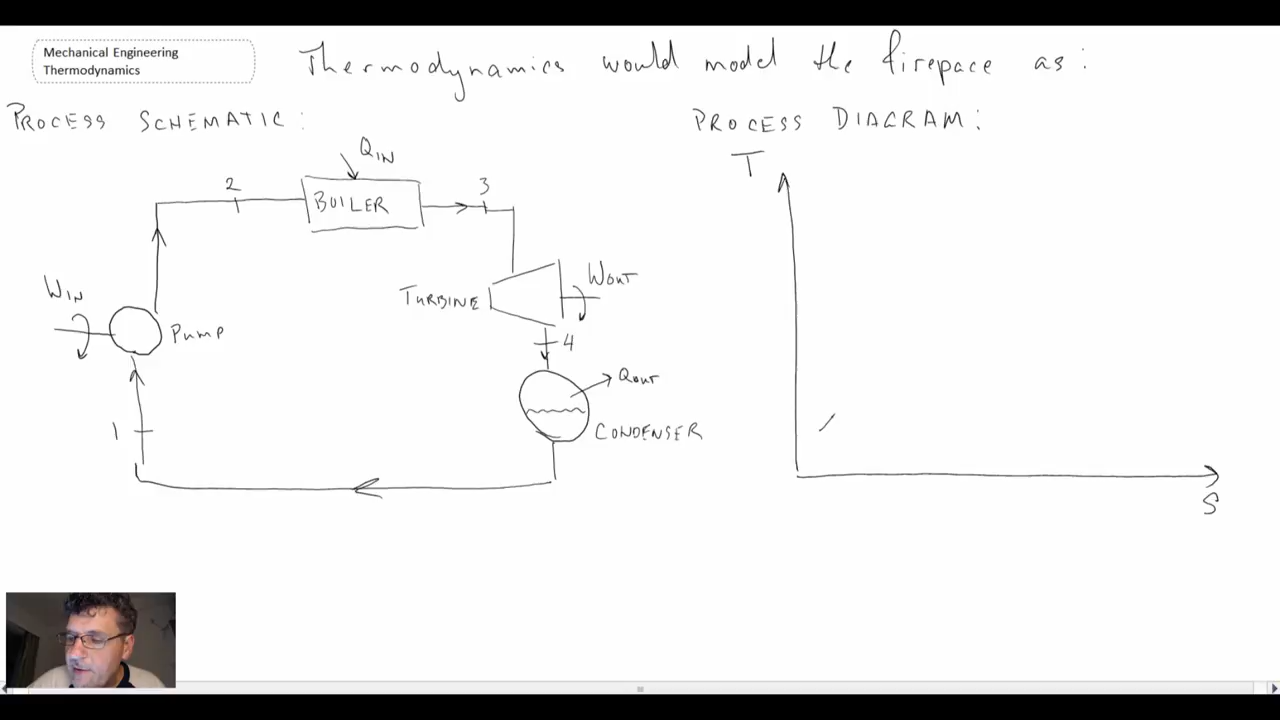 Mechanical Engineering
Thermodynamics
Thermodynamics would model the firepace as:
PROCESS SCHEMATIC:
PROCESS DIAGRAM:
T
QIN
2
BOILER
3
WIN
Pump
TURBINE
WOUT
4
QOUT
1
CONDENSER
S